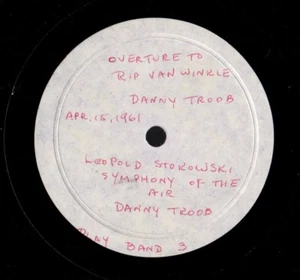 OVERTURE TO
RIP VAN WINKLE
DANNY TROOB
APR. 15, 1961
LEOPOLD STOKOWSKI
SYMPHONY OF THE
AIR
DANNY TROOB
PLAY BAND 3